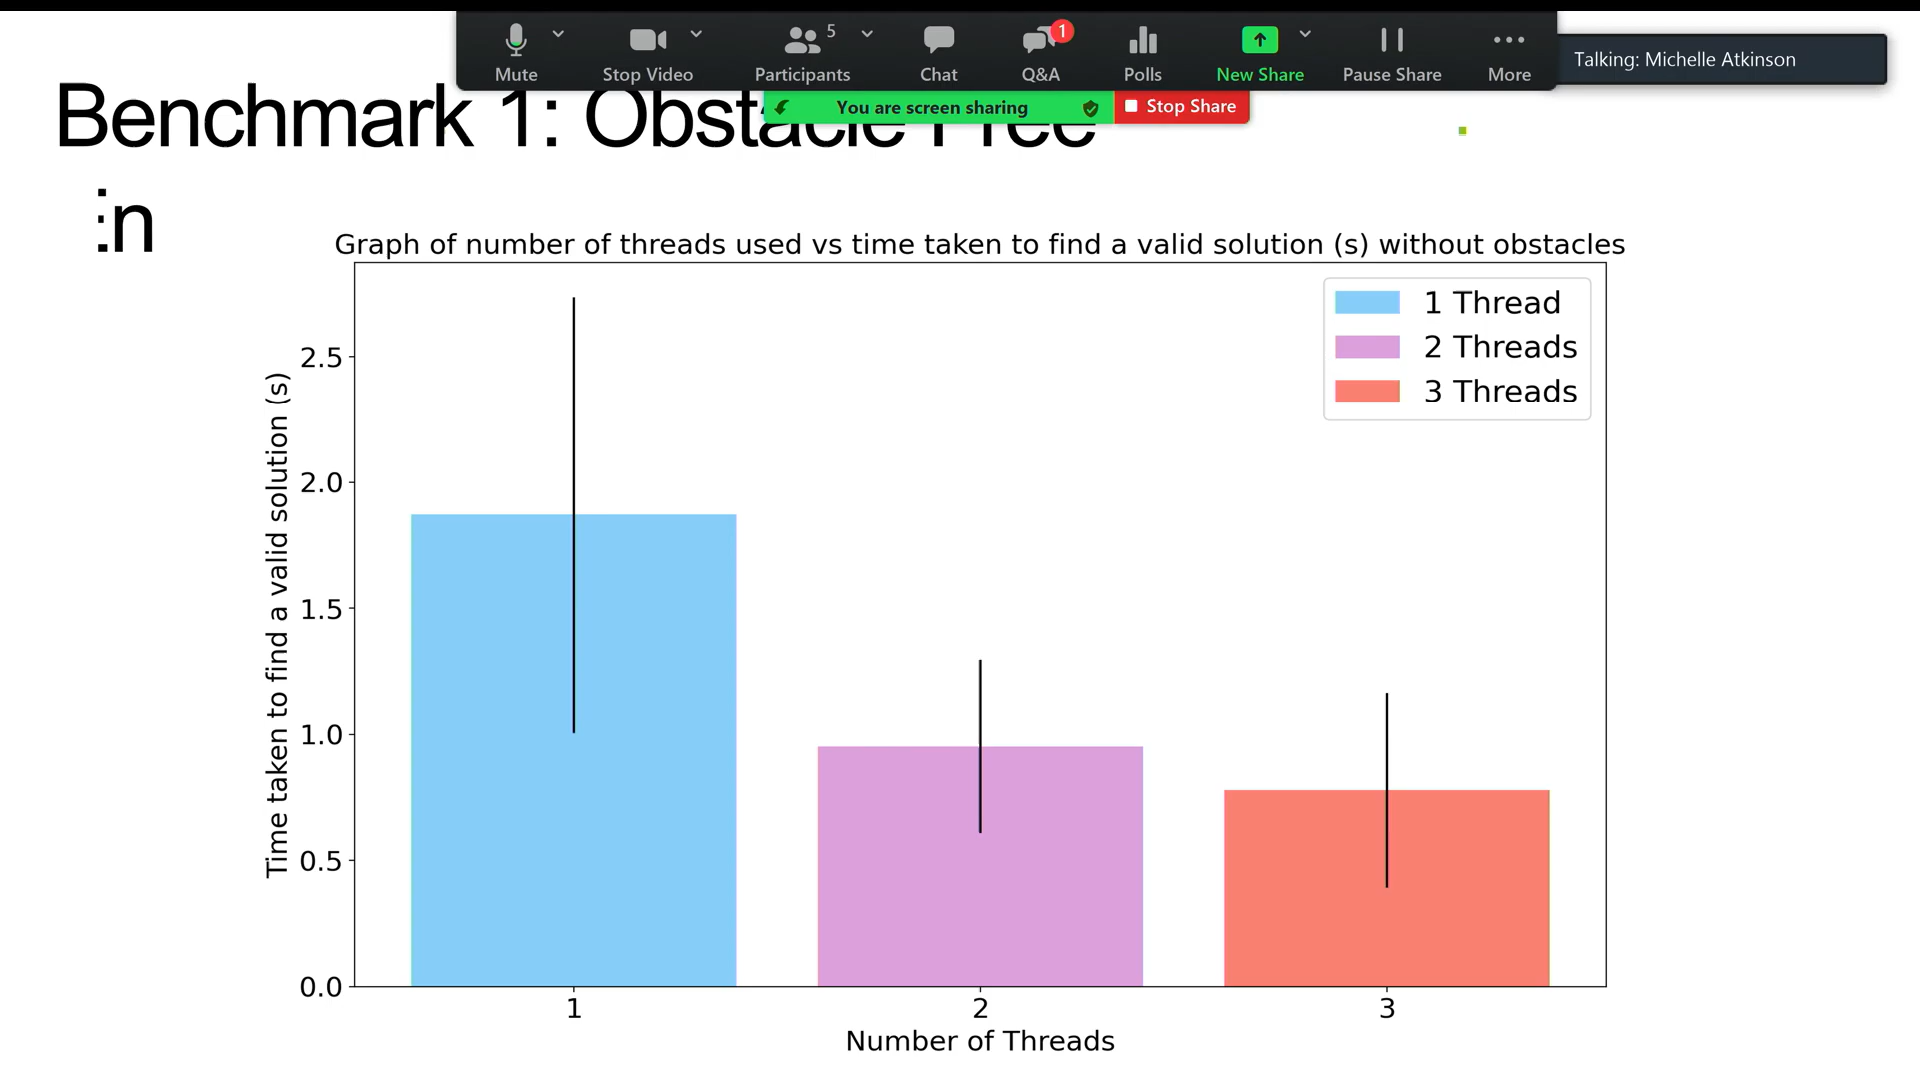 Mute
Stop Video
Participants
5
Chat
Q&A
1
Polls
New Share
Pause Share
More
Talking: Michelle Atkinson
You are screen sharing
Stop Share
Benchmark 1: Obstacle Free
in
Graph of number of threads used vs time taken to find a valid solution (s) without obstacles
1 Thread
2 Threads
3 Threads
Time taken to find a valid solution (s)
2.5
2.0
1.5
1.0
0.5
0.0
1
2
3
Number of Threads